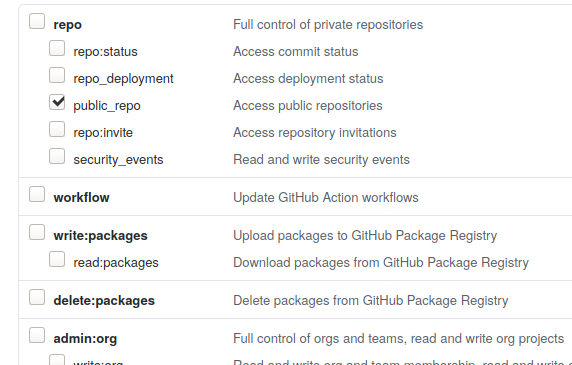 repo Full control of private repositories
repo:status Access commit status
repo_deployment Access deployment status
public_repo Access public repositories
repo:invite Access repository invitations
security_events Read and write security events
workflow Update GitHub Action workflows
write:packages Upload packages to GitHub Package Registry
read:packages Download packages from GitHub Package Registry
delete:packages Delete packages from GitHub Package Registry
admin:org Full control of orgs and teams, read and write org projects
write:org Read and write org and team membership, read and write